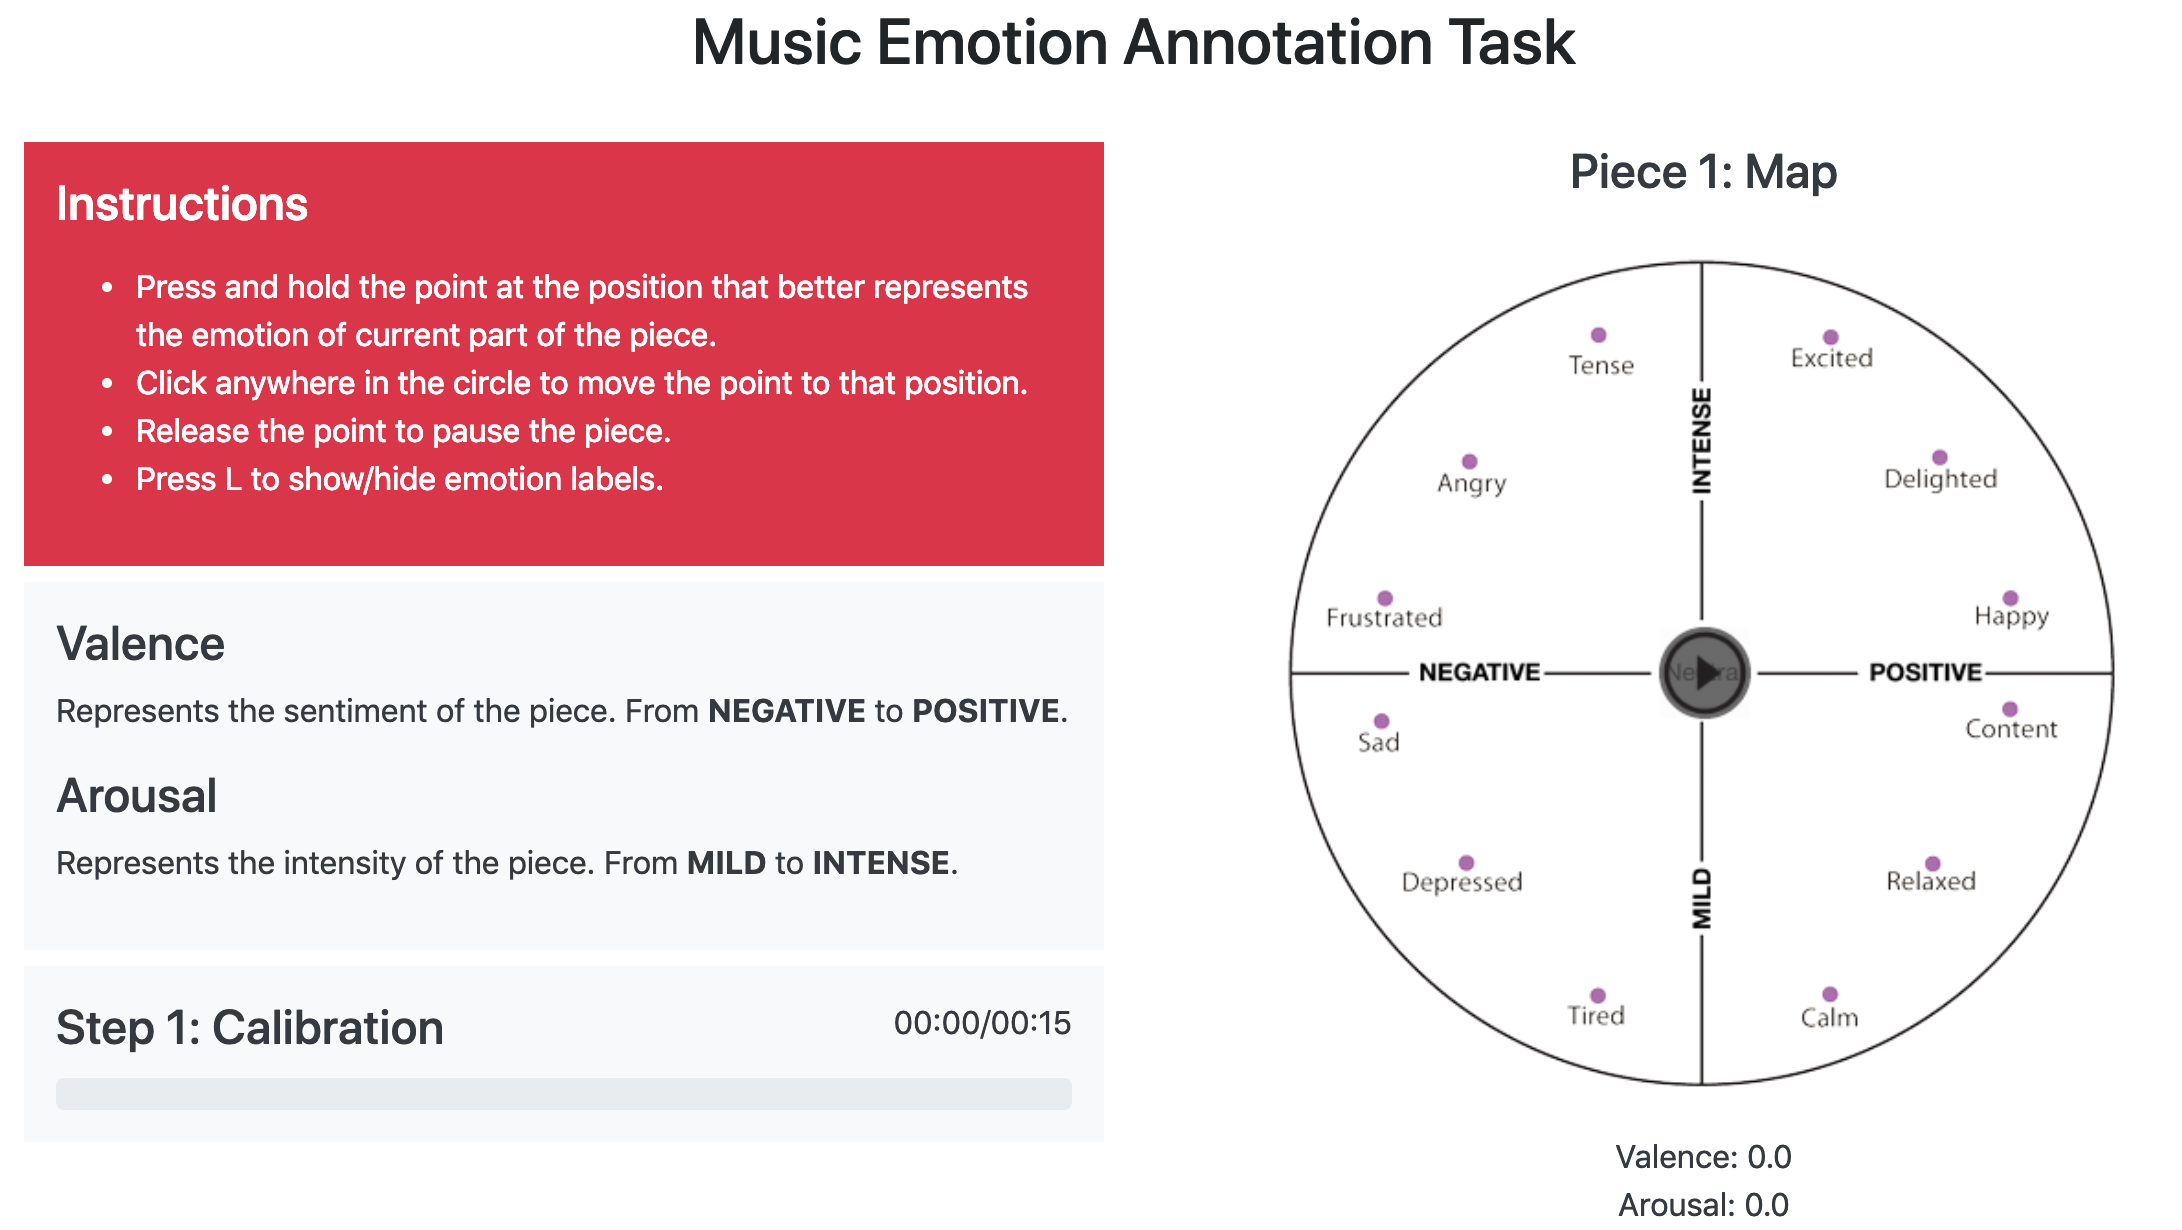 Music Emotion Annotation Task
Instructions
• Press and hold the point at the position that better represents
the emotion of current part of the piece.
• Click anywhere in the circle to move the point to that position.
• Release the point to pause the piece.
• Press L to show/hide emotion labels.
Valence
Represents the sentiment of the piece. From NEGATIVE to POSITIVE.
Arousal
Represents the intensity of the piece. From MILD to INTENSE.
Step 1: Calibration
00:00/00:15
Piece 1: Map
Tense
Excited
INTENSE
Angry
Delighted
Frustrated
Happy
NEGATIVE
POSITIVE
Sad
Content
Depressed
Relaxed
MILD
Tired
Calm
Valence: 0.0
Arousal: 0.0